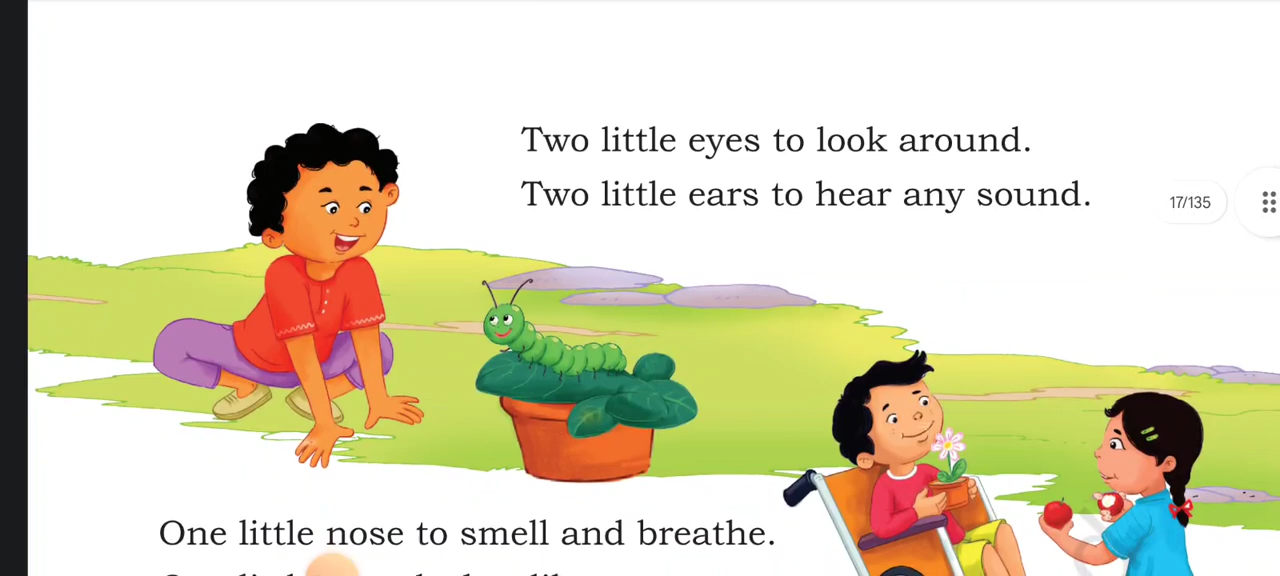 Two little eyes to look around.
Two little ears to hear any sound.
17/135
One little nose to smell and breathe.